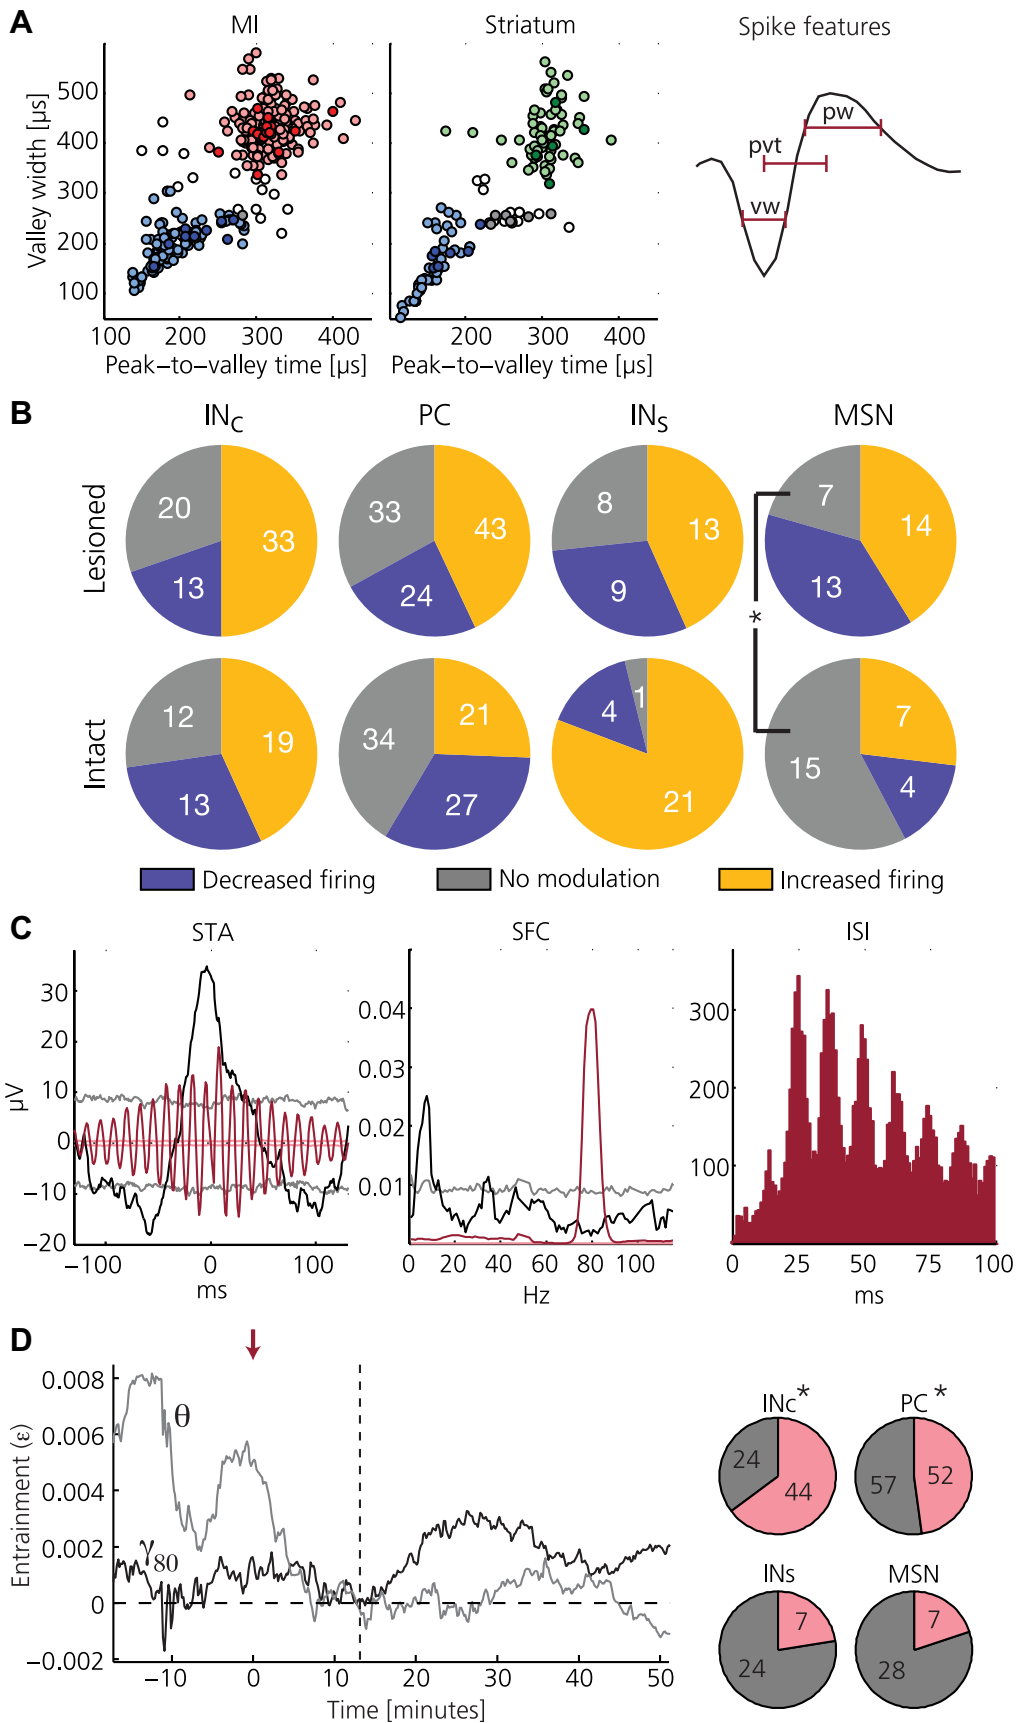 A
MI
Striatum
Spike features
Valley width [µs]
500
400
300
200
100
100 200 300 400
200 300 400
Peak–to–valley time [µs]
Peak–to–valley time [µs]
pw
pvt
vw
B
INC
PC
INS
MSN
Lesioned
20
33
13
33
43
24
8
13
9
7
14
13
*
Intact
12
19
13
34
21
27
4
1
21
15
7
4
Decreased firing
No modulation
Increased firing
C
STA
SFC
ISI
µV
30
20
10
0
−10
−20
−100 0 100
ms
0.04
0.03
0.02
0.01
0 20 40 60 80 100
Hz
300
200
100
0 25 50 75 100
ms
D
Entrainment (ε)
0.008
0.006
0.004
0.002
0
−0.002
θ
γ80
−10 0 10 20 30 40 50
Time [minutes]
INc*
PC*
24
44
57
52
INs
MSN
7
24
7
28